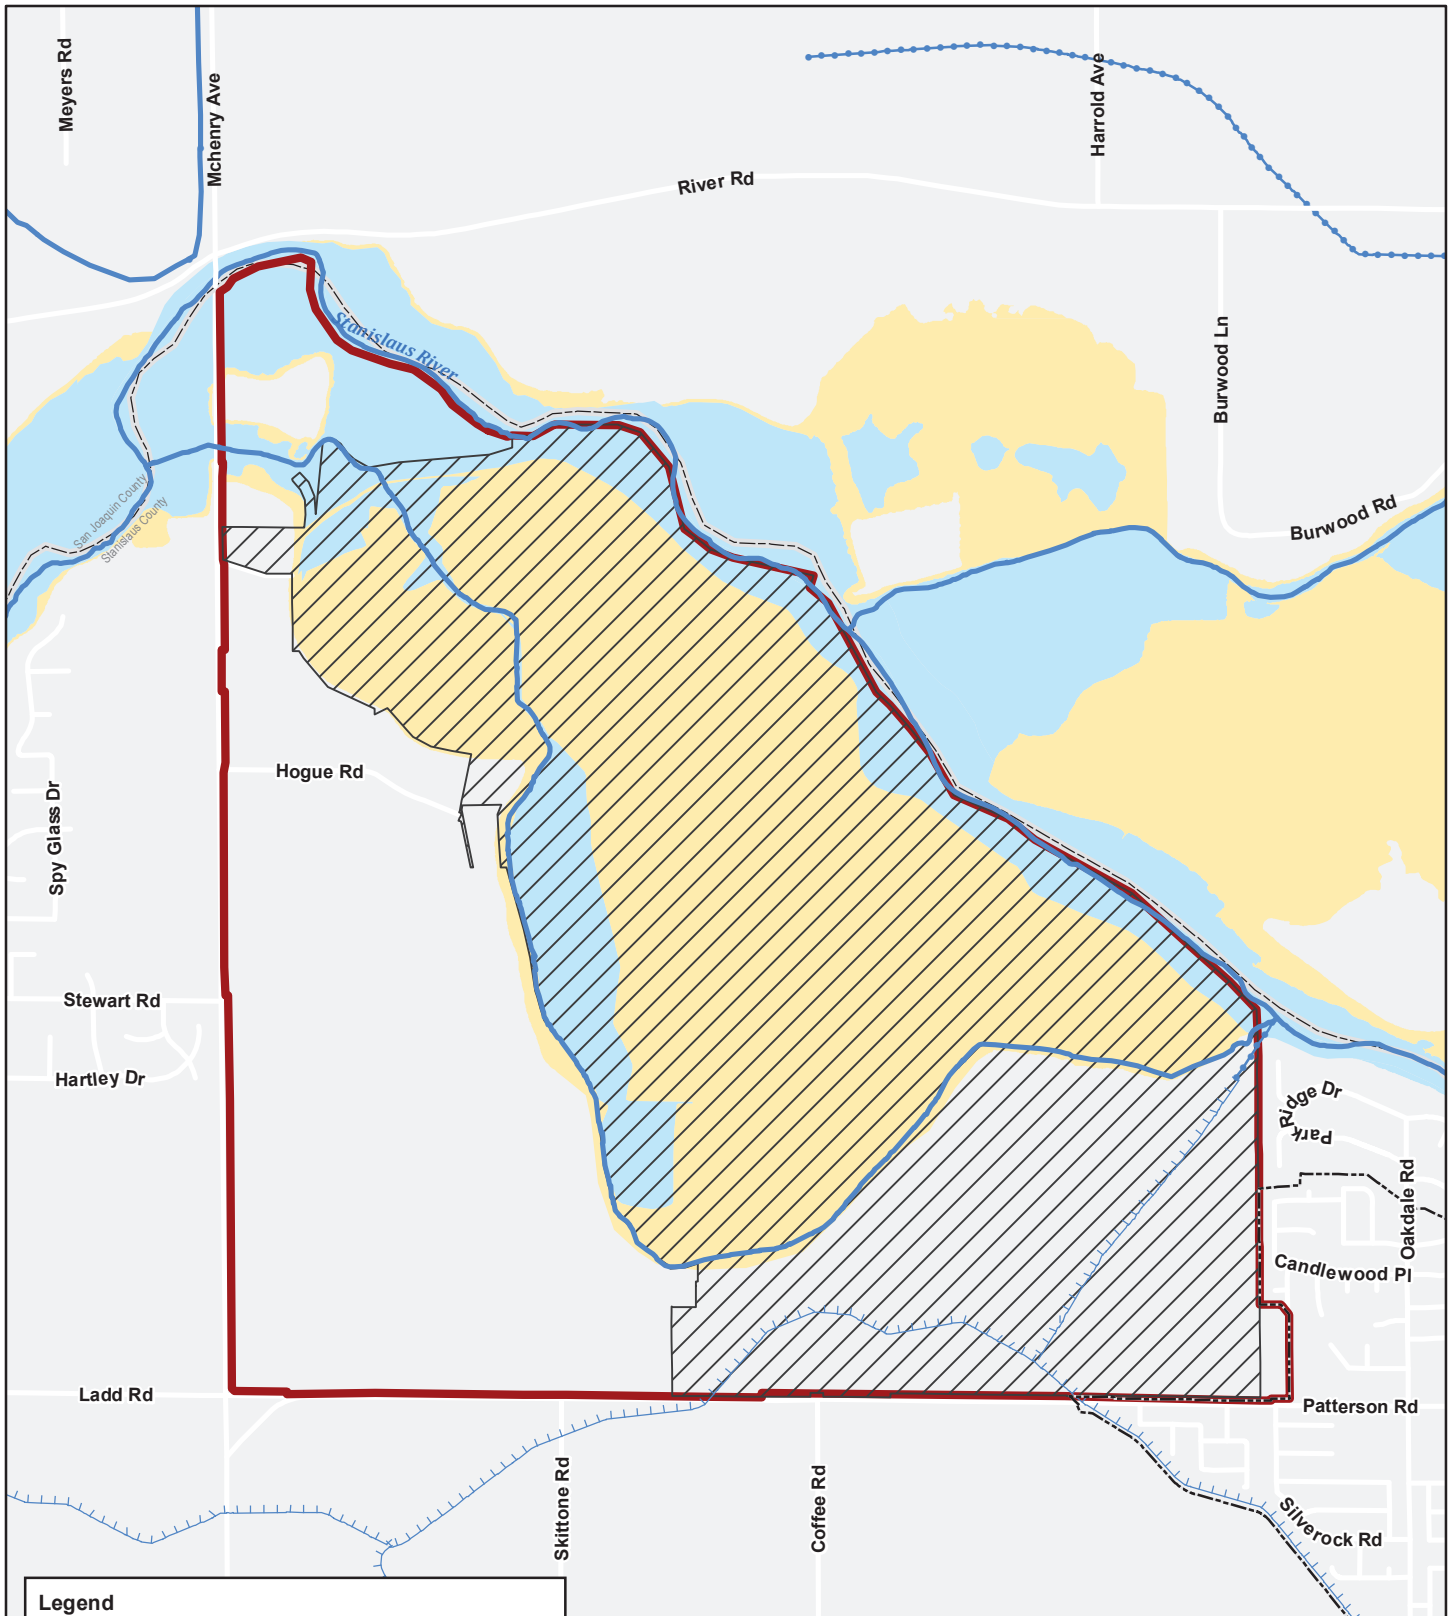 Meyers Rd
Mchenry Ave
Harrold Ave
River Rd
Stanislaus River
Burwood Ln
Burwood Rd
San Joaquin County
Stanislaus County
Hogue Rd
Spy Glass Dr
Stewart Rd
Hartley Dr
Ridge Dr
Park
Oakdale Rd
Candlewood Pl
Ladd Rd
Patterson Rd
Skittone Rd
Coffee Rd
Silverock Rd
Legend